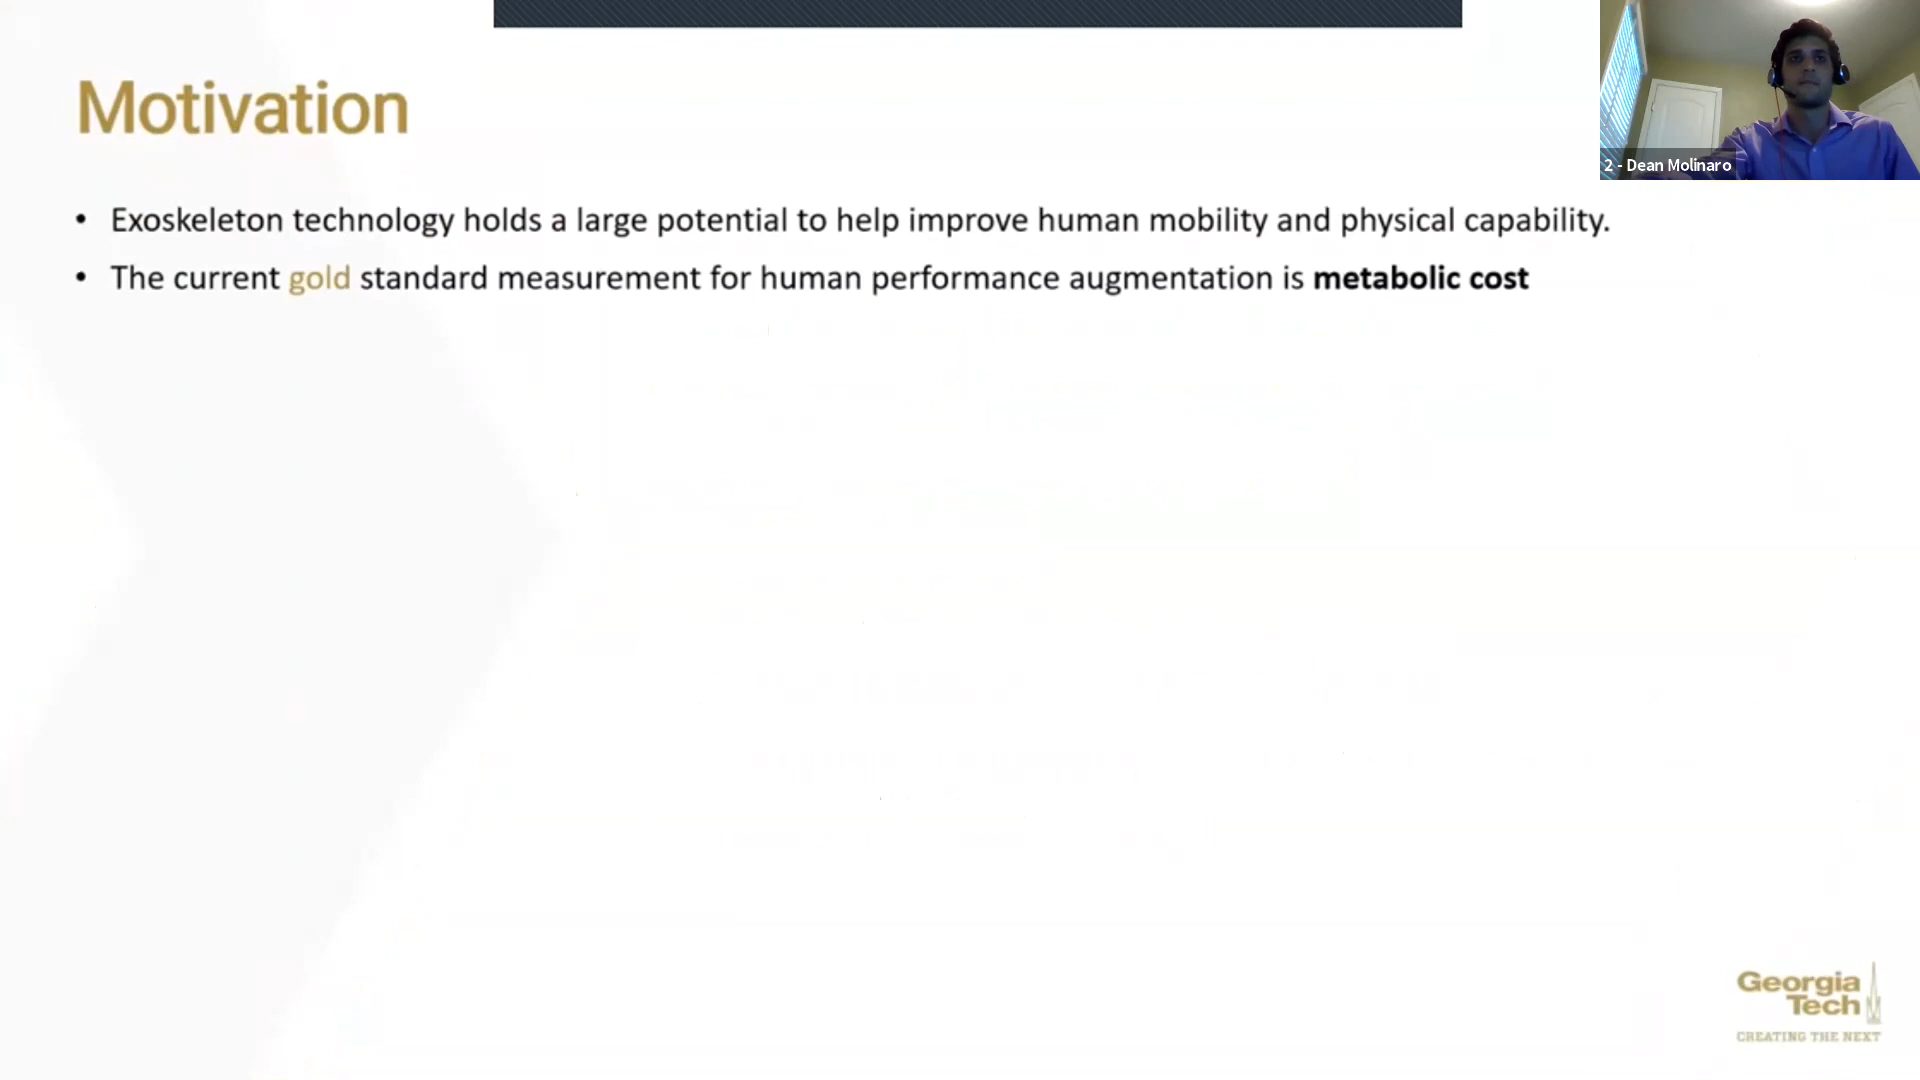 Motivation
2 - Dean Molinaro
• Exoskeleton technology holds a large potential to help improve human mobility and physical capability.
• The current gold standard measurement for human performance augmentation is metabolic cost
Georgia
Tech
CREATING THE NEXT